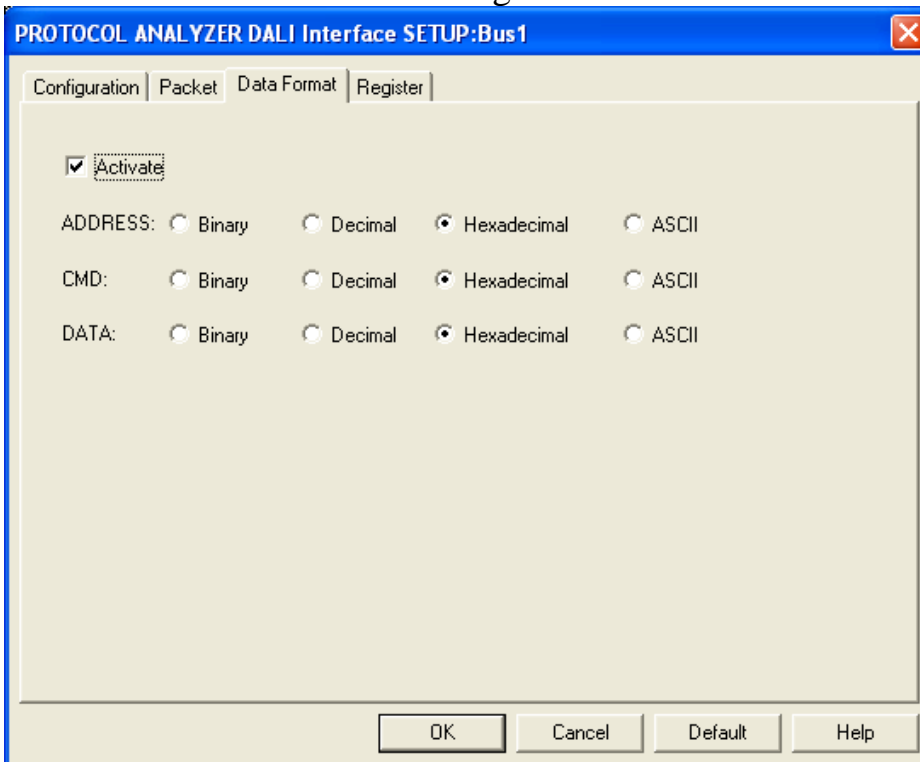 PROTOCOL ANALYZER DALI Interface SETUP:Bus1
Configuration Packet Data Format Register
Activate
ADDRESS: Binary Decimal Hexadecimal ASCII
CMD: Binary Decimal Hexadecimal ASCII
DATA: Binary Decimal Hexadecimal ASCII
OK Cancel Default Help